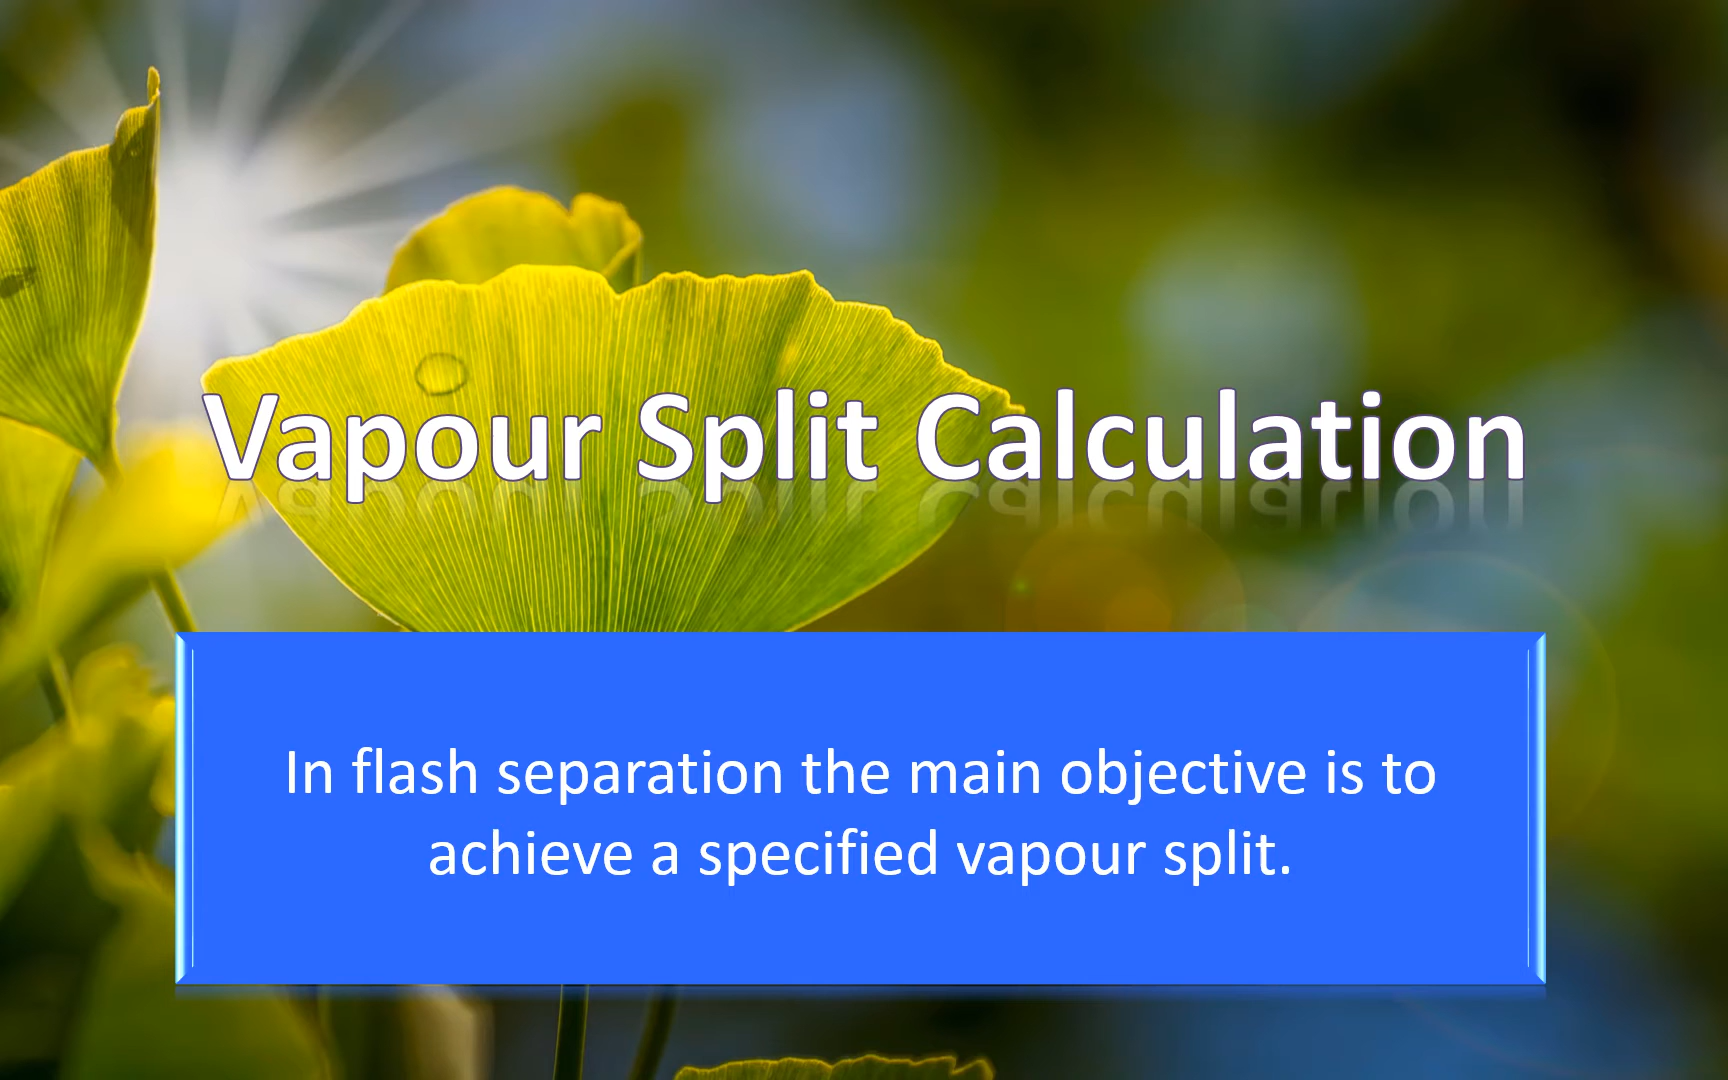 Vapour Split Calculation
In flash separation the main objective is to
achieve a specified vapour split.